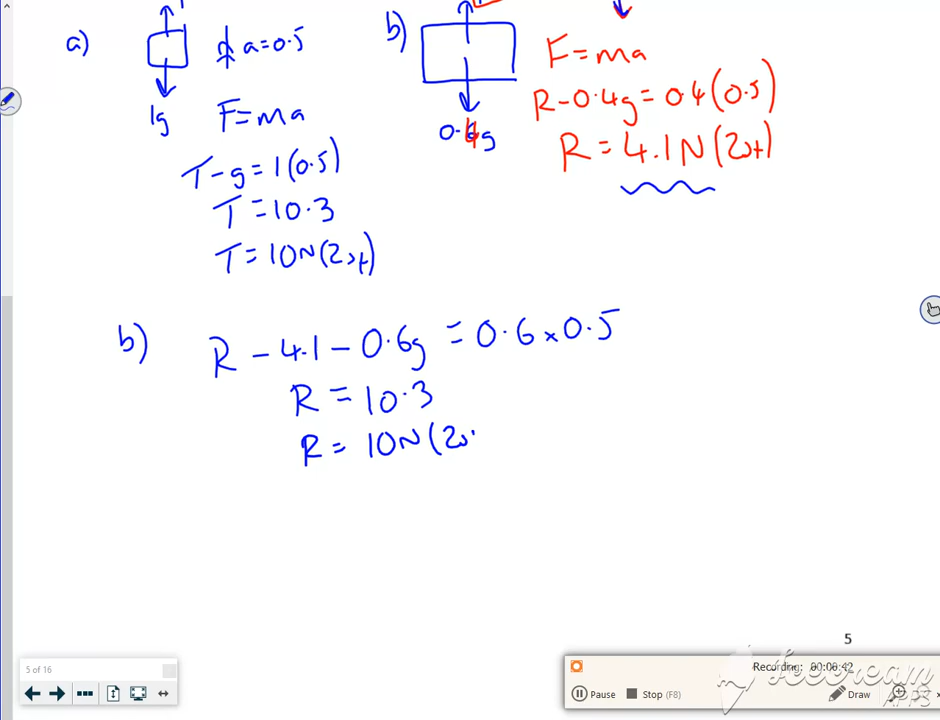 a)
a=0.5
1g
F=ma
T-g=1(0.5)
T=10.3
T=10N(2sf)
b)
g
F=ma
R-0.4g=0.4(0.5)
R=4.1N(2sf)
b)
R-4.1-0.6g=0.6×0.5
R=10.3
R=10N(2s
5
5 of 16
Recording: 00:08:42
Pause
Stop (F8)
Draw
Icecream
APPS